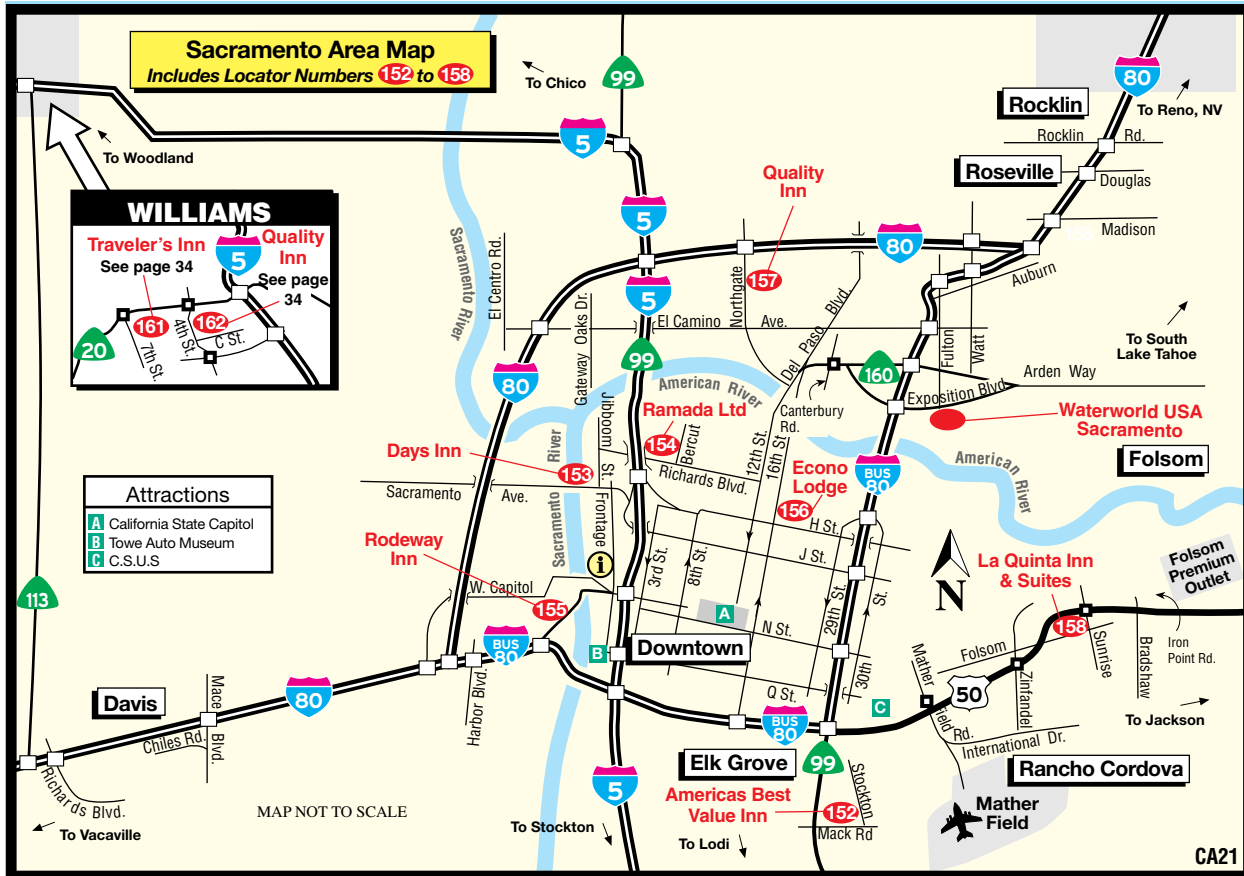 Sacramento Area Map
Includes Locator Numbers 152 to 158
To Chico
99
80
To Reno, NV
Rocklin
Rocklin Rd.
5
To Woodland
Roseville
Douglas
Quality
Inn
5
Madison
158
WILLIAMS
Traveler's Inn
See page 34
5
Quality
Inn
See page
34
161
162
4th St.
C St.
7th St.
20
Sacramento River
El Centro Rd.
80
Auburn
157
Northgate
5
Gateway Oaks Dr.
El Camino Ave.
Del Paso Blvd.
Fulton
Watt
To South
Lake Tahoe
99
80
160
Arden Way
Exposition Blvd.
American River
Canterbury
Rd.
Jibboom St.
Ramada Ltd
154
Bercut
Richards Blvd.
12th St.
16th St.
Waterworld USA
Sacramento
Folsom
American
River
Days Inn
153
Sacramento Ave.
Sacramento River
Frontage
Econo
Lodge
156
BUS
80
H St.
J St.
Attractions
A California State Capitol
B Towe Auto Museum
C C.S.U.S
Rodeway
Inn
155
i
W. Capitol
3rd St.
8th St.
A
N St.
29th St.
30th St.
N
La Quinta Inn
& Suites
158
Folsom
Premium
Outlet
Iron
Point Rd.
113
BUS
80
B
Downtown
Q St.
Folsom
Sunrise
Bradshaw
Zinfandel
Mather Field Rd.
50
C
To Jackson
Davis
Mace Blvd.
80
Harbor Blvd.
Chiles Rd.
BUS
80
International Dr.
Elk Grove
99
Rancho Cordova
5
Richards Blvd.
To Vacaville
MAP NOT TO SCALE
To Stockton
Americas Best
Value Inn
152
Stockton
Mack Rd
To Lodi
Mather
Field
CA21